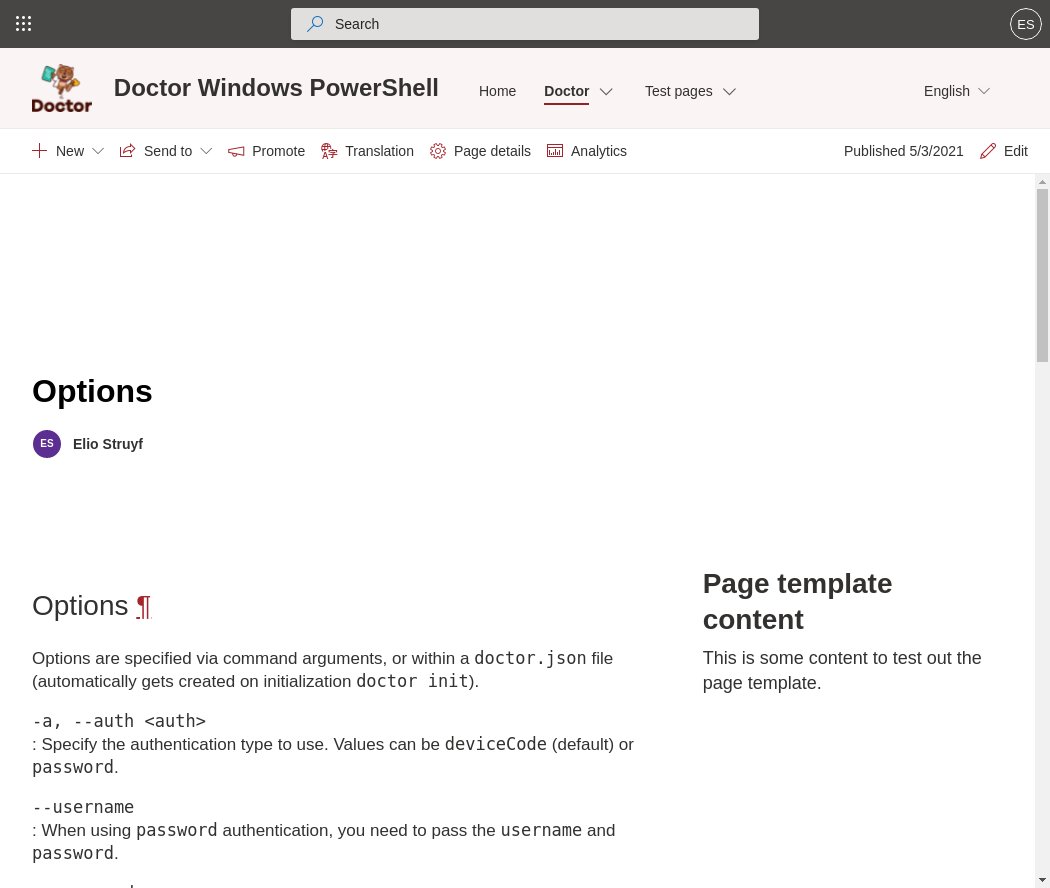 Search
ES
Doctor
Doctor Windows PowerShell
Home
Doctor
Test pages
English
New
Send to
Promote
Translation
Page details
Analytics
Published 5/3/2021
Edit
Options
ES
Elio Struyf
Options ¶
Options are specified via command arguments, or within a doctor.json file
(automatically gets created on initialization doctor init).
-a, --auth <auth>
: Specify the authentication type to use. Values can be deviceCode (default) or
password.
--username
: When using password authentication, you need to pass the username and
password.
Page template
content
This is some content to test out the
page template.